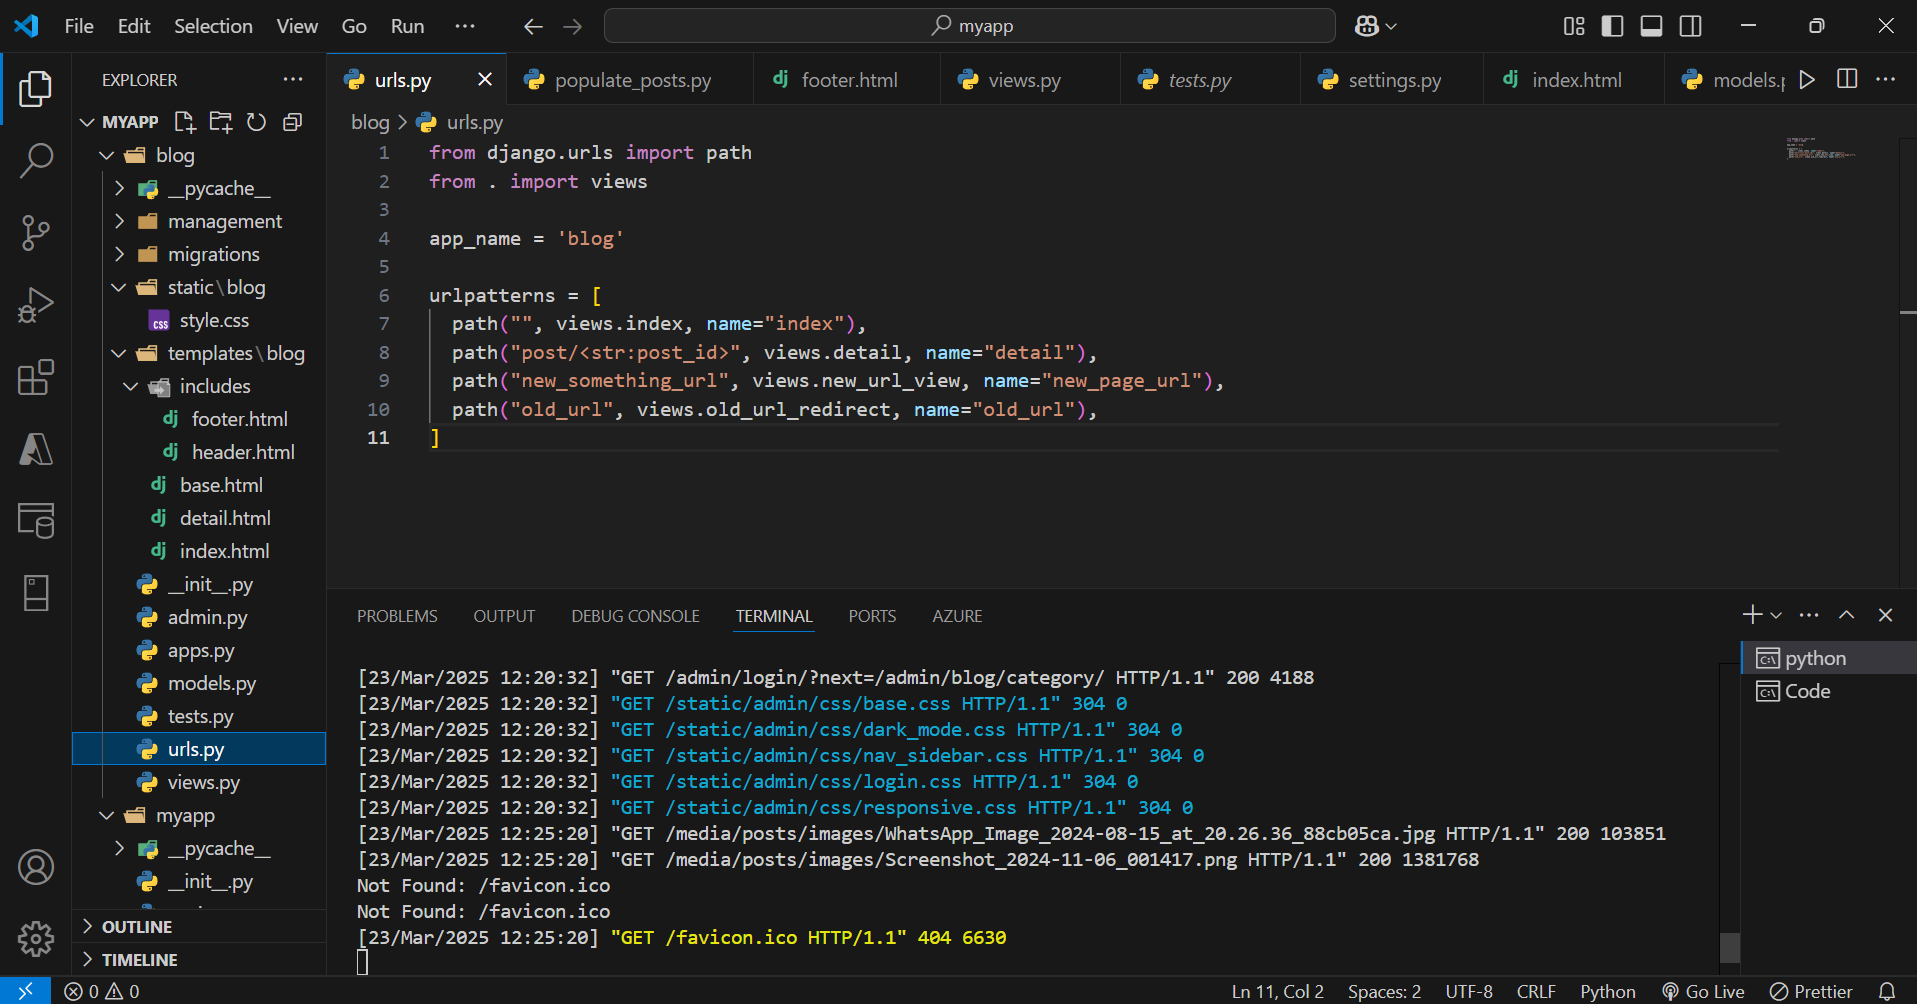 File Edit Selection View Go Run ··· myapp
EXPLORER ···
urls.py populate_posts.py footer.html views.py tests.py settings.py index.html models.p ···
MYAPP
blog
__pycache__
management
migrations
static\blog
style.css
templates\blog
includes
footer.html
header.html
base.html
detail.html
index.html
__init__.py
admin.py
apps.py
models.py
tests.py
urls.py
views.py
myapp
__pycache__
__init__.py
OUTLINE
TIMELINE
blog > urls.py
1 from django.urls import path
2 from . import views
3
4 app_name = 'blog'
5
6 urlpatterns = [
7 path("", views.index, name="index"),
8 path("post/<str:post_id>", views.detail, name="detail"),
9 path("new_something_url", views.new_url_view, name="new_page_url"),
10 path("old_url", views.old_url_redirect, name="old_url"),
11 ]
PROBLEMS OUTPUT DEBUG CONSOLE TERMINAL PORTS AZURE
[23/Mar/2025 12:20:32] "GET /admin/login/?next=/admin/blog/category/ HTTP/1.1" 200 4188
[23/Mar/2025 12:20:32] "GET /static/admin/css/base.css HTTP/1.1" 304 0
[23/Mar/2025 12:20:32] "GET /static/admin/css/dark_mode.css HTTP/1.1" 304 0
[23/Mar/2025 12:20:32] "GET /static/admin/css/nav_sidebar.css HTTP/1.1" 304 0
[23/Mar/2025 12:20:32] "GET /static/admin/css/login.css HTTP/1.1" 304 0
[23/Mar/2025 12:20:32] "GET /static/admin/css/responsive.css HTTP/1.1" 304 0
[23/Mar/2025 12:25:20] "GET /media/posts/images/WhatsApp_Image_2024-08-15_at_20.26.36_88cb05ca.jpg HTTP/1.1" 200 103851
[23/Mar/2025 12:25:20] "GET /media/posts/images/Screenshot_2024-11-06_001417.png HTTP/1.1" 200 1381768
Not Found: /favicon.ico
Not Found: /favicon.ico
[23/Mar/2025 12:25:20] "GET /favicon.ico HTTP/1.1" 404 6630
python
Code
0 0 Ln 11, Col 2 Spaces: 2 UTF-8 CRLF Python Go Live Prettier